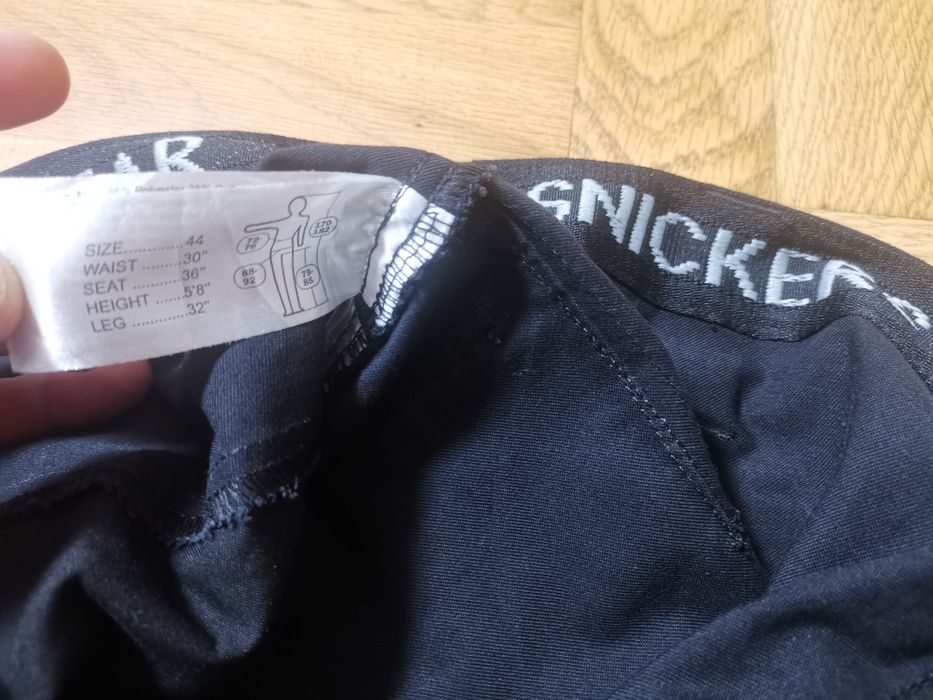 SIZE.............. 44
WAIST ......... 30"
SEAT ........... 36"
HEIGHT ...... 5'8"
LEG ............. 32"
170-
182
88-
92
79-
85
SNICKER